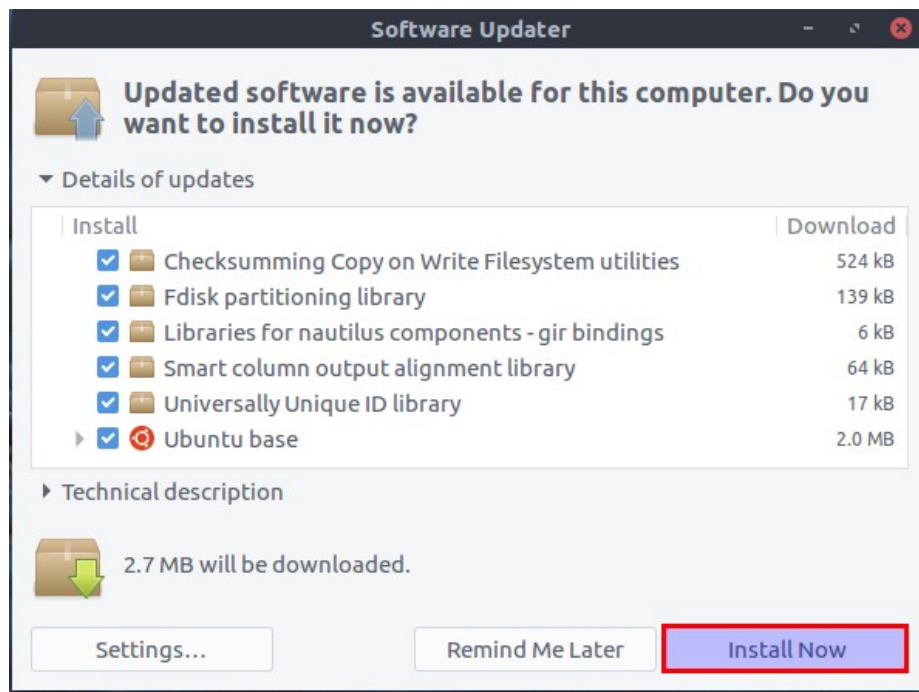 Software Updater
Updated software is available for this computer. Do you
want to install it now?
Details of updates
Install Download
Checksumming Copy on Write Filesystem utilities 524 kB
Fdisk partitioning library 139 kB
Libraries for nautilus components - gir bindings 6 kB
Smart column output alignment library 64 kB
Universally Unique ID library 17 kB
Ubuntu base 2.0 MB
Technical description
2.7 MB will be downloaded.
Settings... Remind Me Later Install Now